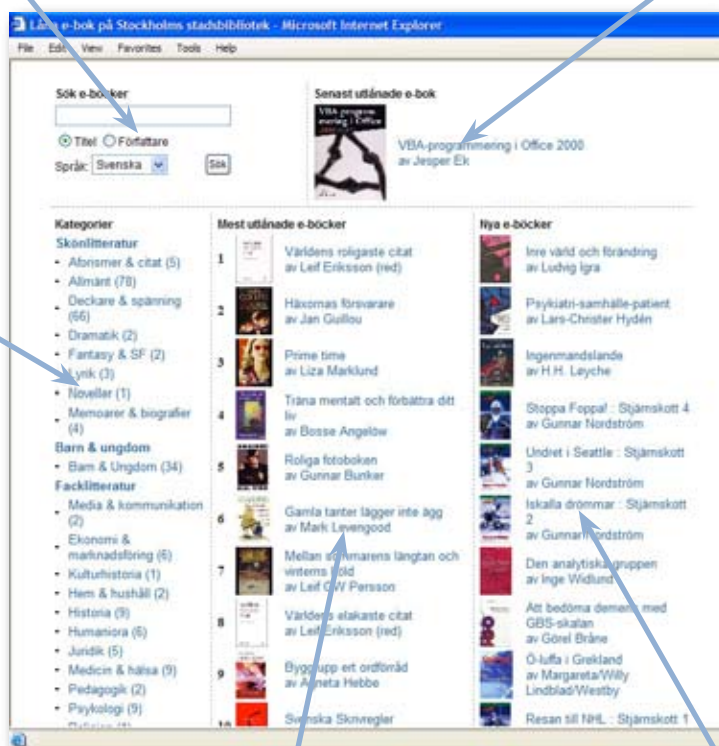 Låna e-bok på Stockholms stadsbibliotek - Microsoft Internet Explorer
File Edit View Favorites Tools Help
Sök e-böcker
Titel Författare
Språk: Svenska Sök
Senast utlånade e-bok
VBA-programmering i Office
VBA-programmering i Office 2000
av Jesper Ek
Kategorier
Skönlitteratur
Aforismer & citat (5)
Allmänt (78)
Deckare & spänning
(66)
Dramatik (2)
Fantasy & SF (2)
Lyrik (3)
Noveller (1)
Memoarer & biografier
(4)
Barn & ungdom
Barn & Ungdom (34)
Facklitteratur
Media & kommunikation
(2)
Ekonomi &
marknadsföring (6)
Kulturhistoria (1)
Hem & hushåll (2)
Historia (9)
Humaniora (6)
Juridik (5)
Medicin & hälsa (9)
Pedagogik (2)
Psykologi (9)
Mest utlånade e-böcker
1 Världens roligaste citat
av Leif Eriksson (red)
2 Häxornas försvarare
av Jan Guillou
3 Prime time
av Liza Marklund
4 Träna mentalt och förbättra ditt
liv
av Bosse Angelöw
5 Roliga fotoboken
av Gunnar Bunker
6 Gamla tanter lägger inte ägg
av Mark Levengood
7 Mellan sommarens längtan och
vinterns köld
av Leif GW Persson
8 Världens elakaste citat
av Leif Eriksson (red)
9 Bygg upp ert ordförråd
av Agneta Hebbe
10 Svenska Skrivregler
Nya e-böcker
Inre värld och förändring
av Ludvig Igra
Psykiatri-samhälle-patient
av Lars-Christer Hydén
Ingenmandslande
av H.H. Løyche
Stoppa Foppa! : Stjärnskott 4
av Gunnar Nordström
Undret i Seattle : Stjärnskott
3
av Gunnar Nordström
Iskalla drömmar : Stjärnskott
2
av Gunnar Nordström
Den analytiska gruppen
av Inge Widlund
Att bedöma demens med
GBS-skalan
av Görel Bråne
Ö-luffa i Grekland
av Margareta/Willy
Lindblad/Westby
Resan till NHL : Stjärnskott 1